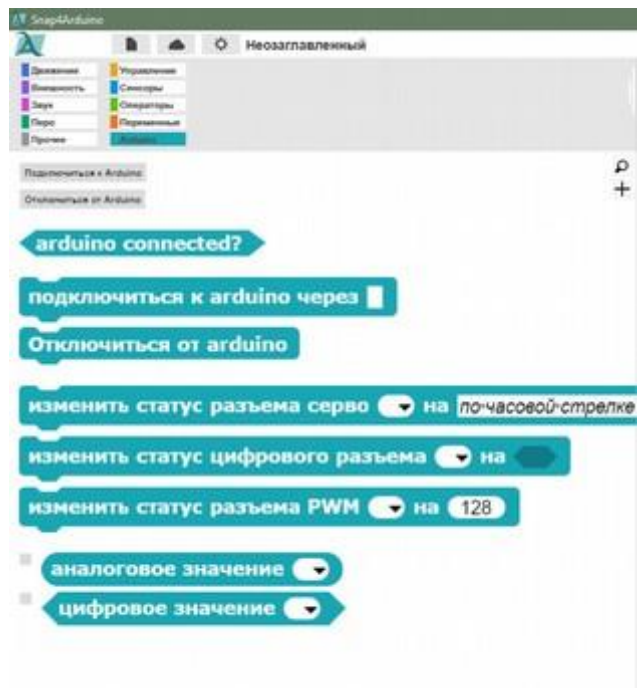 Snap4Arduino
Неозаглавленный
Движение Управление
Внешность Сенсоры
Звук Операторы
Перо Переменные
Прочее Arduino
Подключиться к Arduino
Отключиться от Arduino
arduino connected?
подключиться к arduino через
Отключиться от arduino
изменить статус разъема серво на по-часовой-стрелке
изменить статус цифрового разъема на
изменить статус разъема PWM на 128
аналоговое значение
цифровое значение